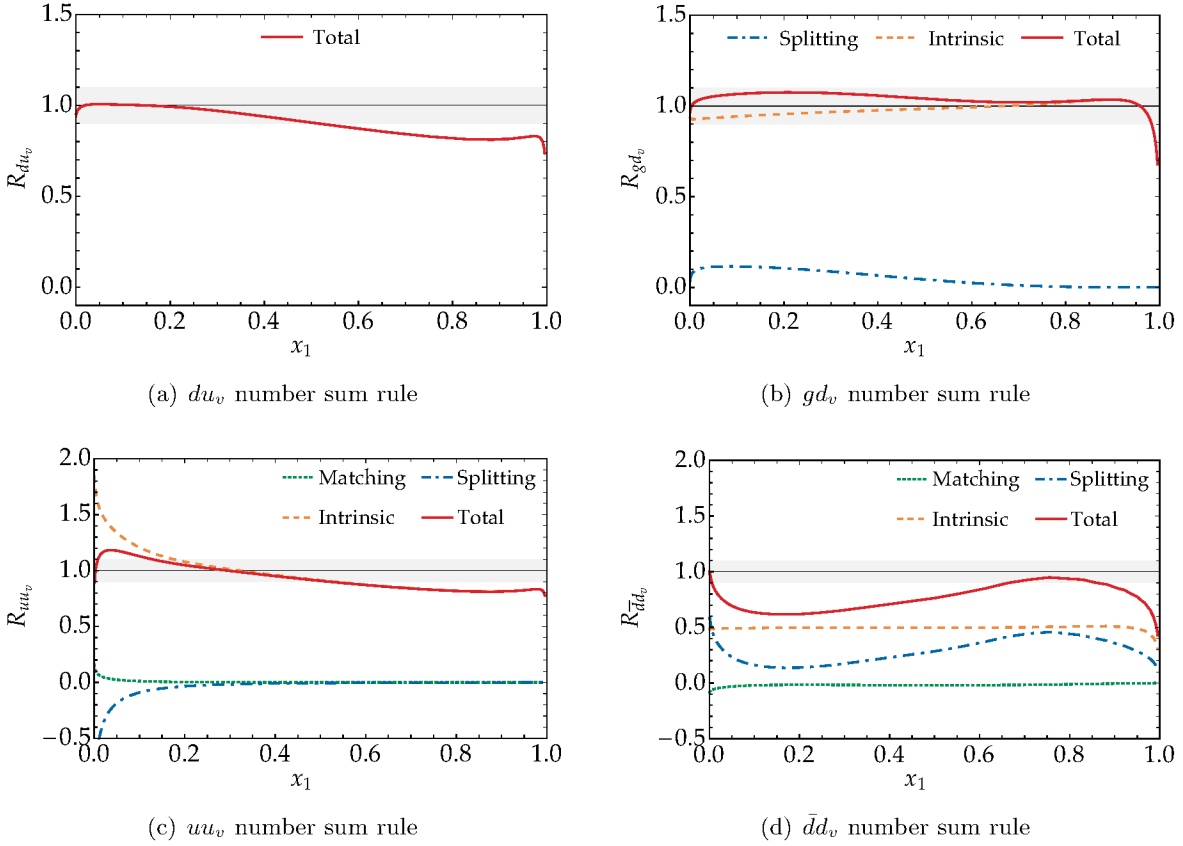 1.5
Total
1.0
0.5
0.0
R_{du_v}
0.0 0.2 0.4 0.6 0.8 1.0
x_1
(a) du_v number sum rule
1.5
Splitting Intrinsic Total
1.0
0.5
0.0
R_{gd_v}
0.0 0.2 0.4 0.6 0.8 1.0
x_1
(b) gd_v number sum rule
2.0
Matching Splitting
1.5
Intrinsic Total
1.0
0.5
0.0
−0.5
R_{uu_v}
0.0 0.2 0.4 0.6 0.8 1.0
x_1
(c) uu_v number sum rule
2.0
Matching Splitting
1.5
Intrinsic Total
1.0
0.5
0.0
−0.5
R_{d̄d_v}
0.0 0.2 0.4 0.6 0.8 1.0
x_1
(d) d̄d_v number sum rule